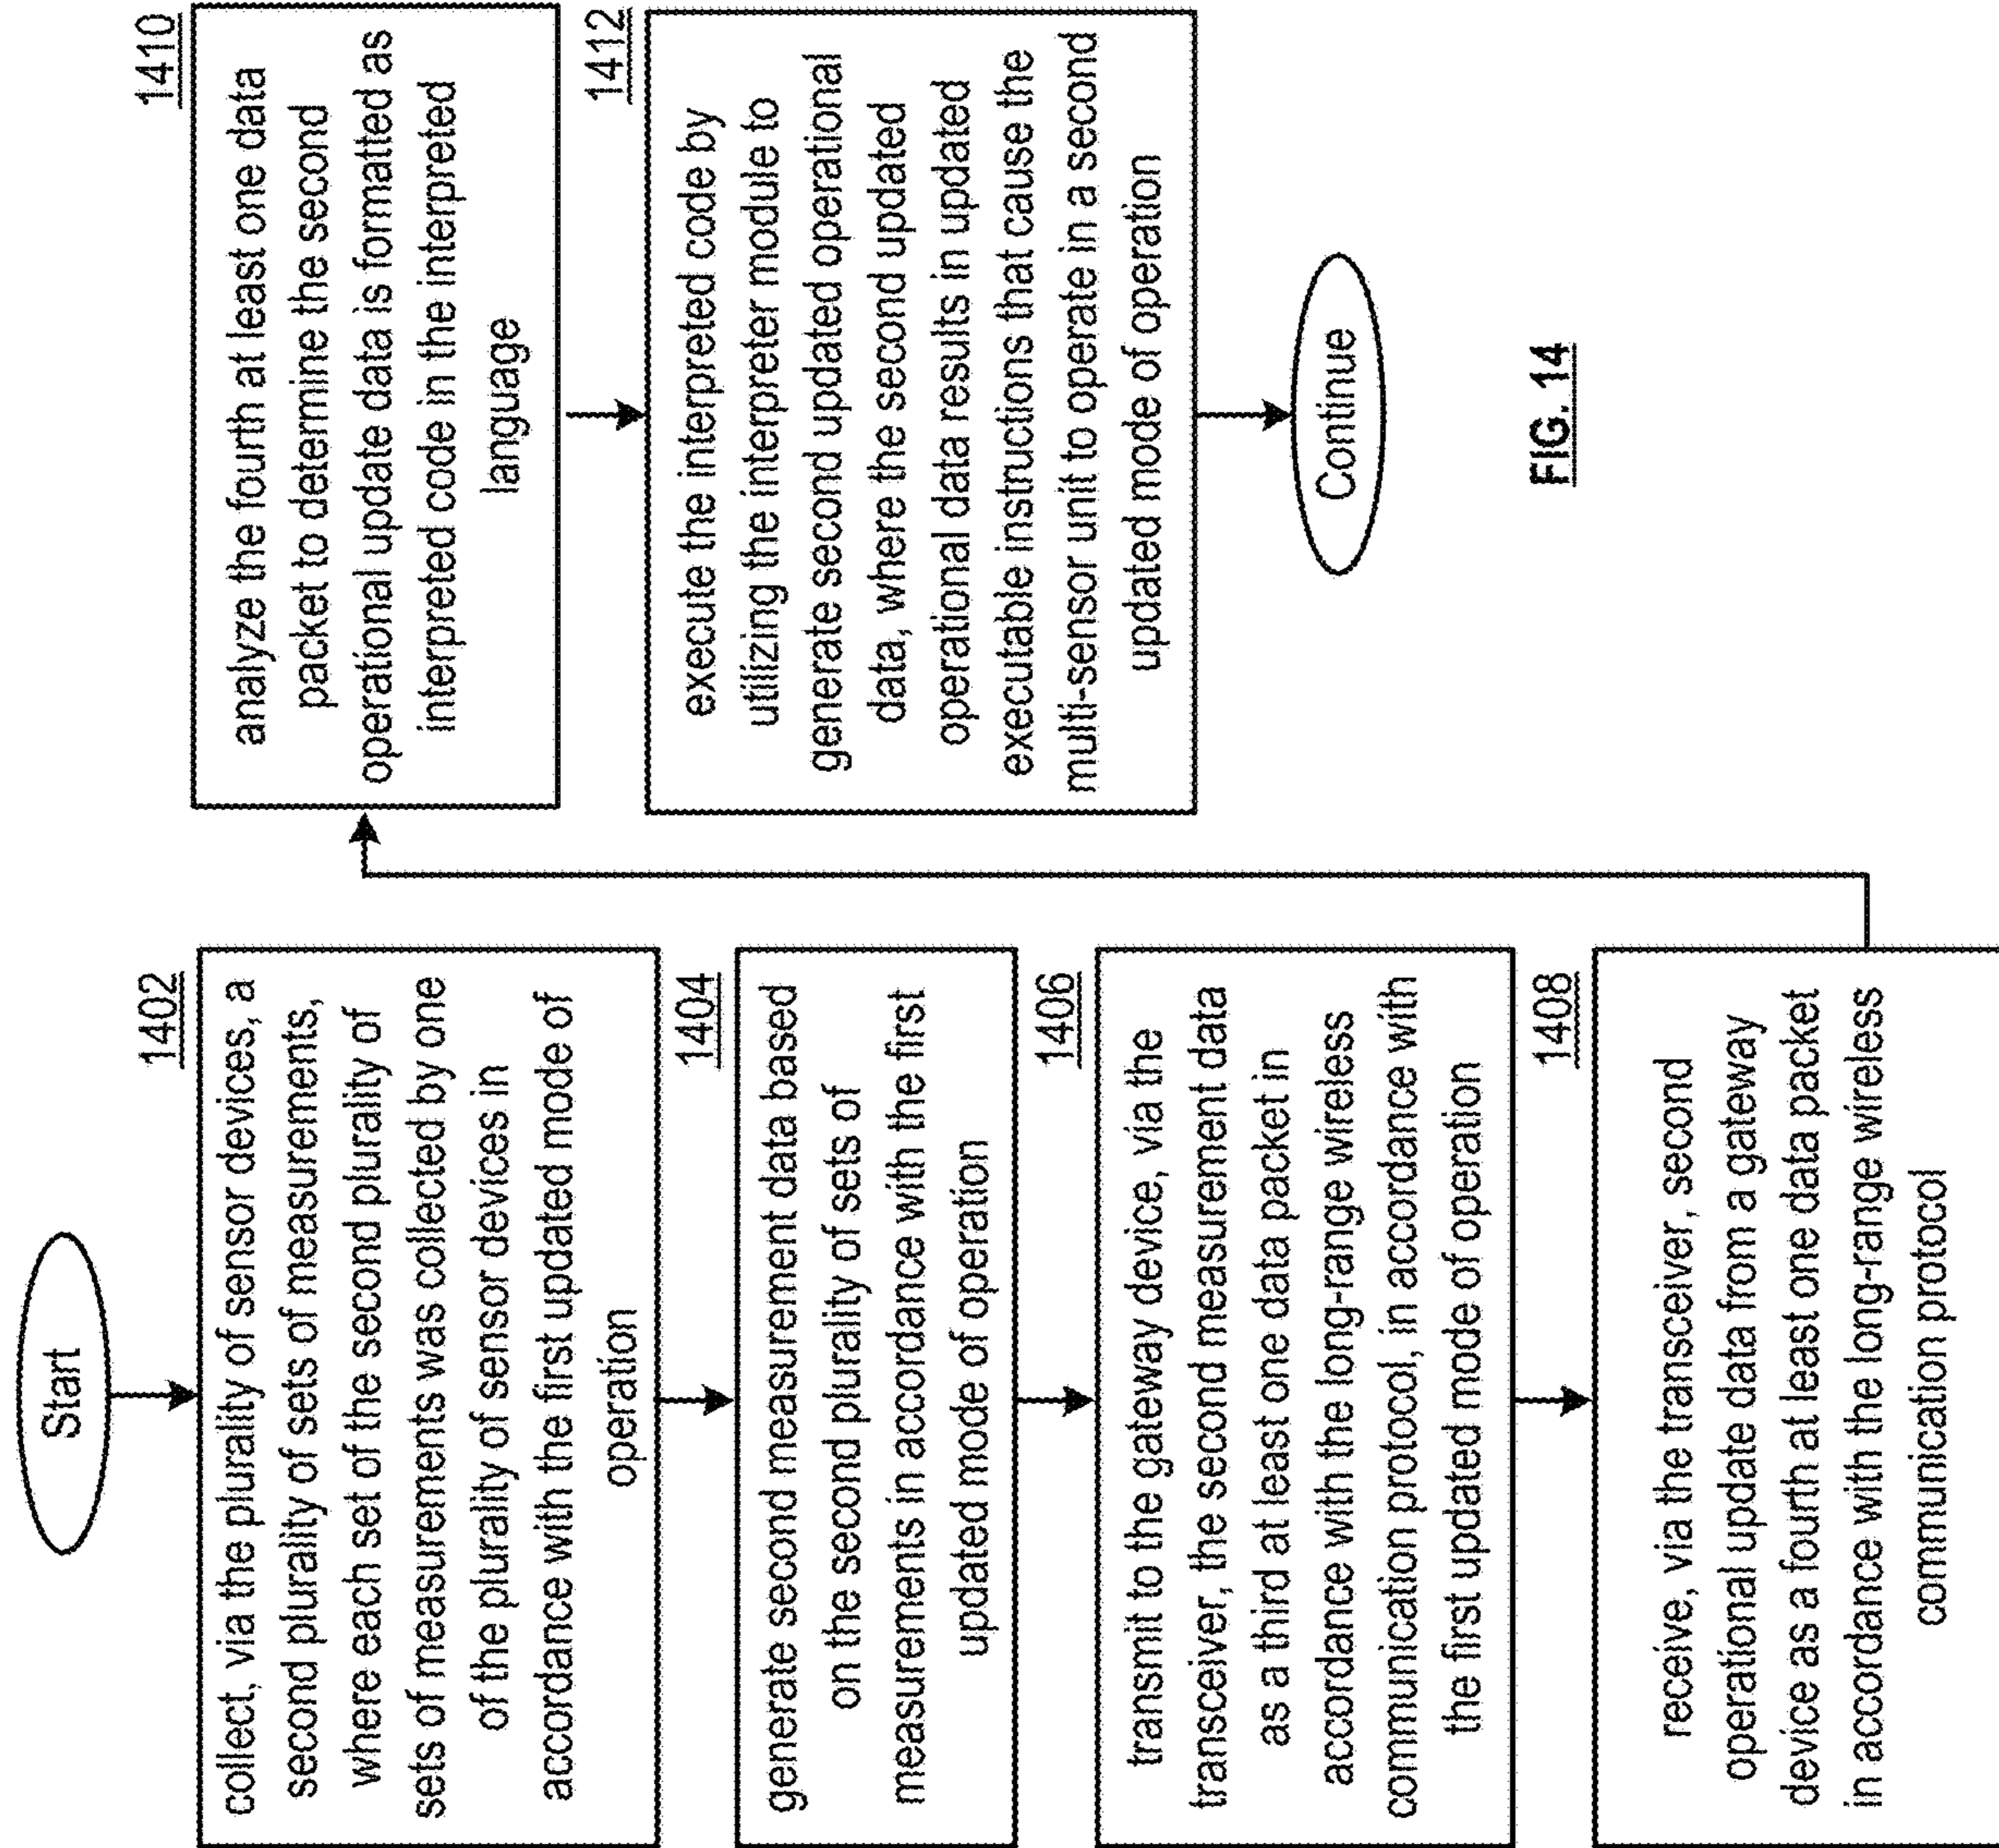 Start
1402
collect, via the plurality of sensor devices, a
second plurality of sets of measurements,
where each set of the second plurality of
sets of measurements was collected by one
of the plurality of sensor devices in
accordance with the first updated mode of
operation
1404
generate second measurement data based
on the second plurality of sets of
measurements in accordance with the first
updated mode of operation
1406
transmit to the gateway device, via the
transceiver, the second measurement data
as a third at least one data packet in
accordance with the long-range wireless
communication protocol, in accordance with
the first updated mode of operation
1408
receive, via the transceiver, second
operational update data from a gateway
device as a fourth at least one data packet
in accordance with the long-range wireless
communication protocol
1410
analyze the fourth at least one data
packet to determine the second
operational update data is formatted as
interpreted code in the interpreted
language
1412
execute the interpreted code by
utilizing the interpreter module to
generate second updated operational
data, where the second updated
operational data results in updated
executable instructions that cause the
multi-sensor unit to operate in a second
updated mode of operation
Continue
FIG. 14